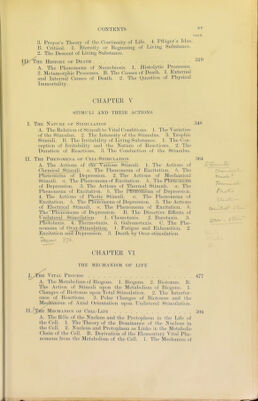 CONTENTS
PAGE
3. Preyer's Theory of the Continuity of Life. 4. Pflüger's Idea.
B. Critical. 1. Eternity or Beginning of Living Substance.
2. The Descent of Living Substance.
III. The History of Death 319
A. The Phenomena of Necrobiosis. 1. Histolytic Processes.
2. Metamorphic Processes. B. The Causes of Death. 1. External
and Internal Causes of Death. 2. The Question of Physical
Immortality.
CHAPTER V
STIMULI AND THEIR ACTIONS
I. The Nature of Stimulation 348
A. The Relation of Stimuli to Vital Conditions. 1. The Varieties
of the Stimulus. 2. The Intensity of the Stimulus. 3. Trophic
Stimuli. B. The Irritability of Living Substance. 1. The Conception
of Irritability and the Nature of Reactions. 2. The
Duration of Reactions. 3. The Conduction of the Stimulus.
II. The Phenomena of Cell-Stimulation 364
A. The Actions of the Various Stimuli. 1. The Actions of
Chemical Stimuli. a. The Phenomena of Excitation. b. The
Phenomena of Depression. 2. The Actions of Mechanical
Stimuli. a. The Phenomena of Excitation. b. The Phenomena
of Depression. 3. The Actions of Thermal Stimuli. a. The
Phenomena of Excitation. b. The Phenomena of Depression.
4. The Actions of Photic Stimuli. a. The Phenomena of
Excitation. b. The Phenomena of Depression. 5. The Actions
of Electrical Stimuli. a. The Phenomena of Excitation. b.
The Phenomena of Depression. B. The Directive Effects of
Unilateral Stimulation. 1. Chemotaxis. 2. Barotaxis. 3.
Phototaxis. 4. Thermotaxis. 5. Galvanotaxis. C. The Phenomena
of Over-Stimulation. 1. Fatigue and Exhaustion. 2.
Excitation and Depression. 3. Death by Over-stimulation
CHAPTER VI
THE MECHANISM OF LIFE
I. The Vital Process 477
A. The Metabolism of Biogens. 1. Biogens. 2. Biotonus. B.
The Action of Stimuli upon the Metabolism of Biogens. 1.
Changes of Biotonus upon Total Stimulation. 2. The Interference
of Reactions. 3. Polar Changes of Biotonus and the
Mechanism of Axial Orientation upon Unilateral Stimulation.
II. The Mechanics of Cell-Life 504
A. The Rôle of the Nucleus and the Protoplasm in the Life of
the Cell. 1. The Theory of the Dominance of the Nucleus in
the Cell. 2. Nucleus and Protoplasm as Links in the Metabolic
Chain of the Cell. B. Derivation of the Elementary Vital Phenomena
from the Metabolism of the Cell. 1. The Mechanics of